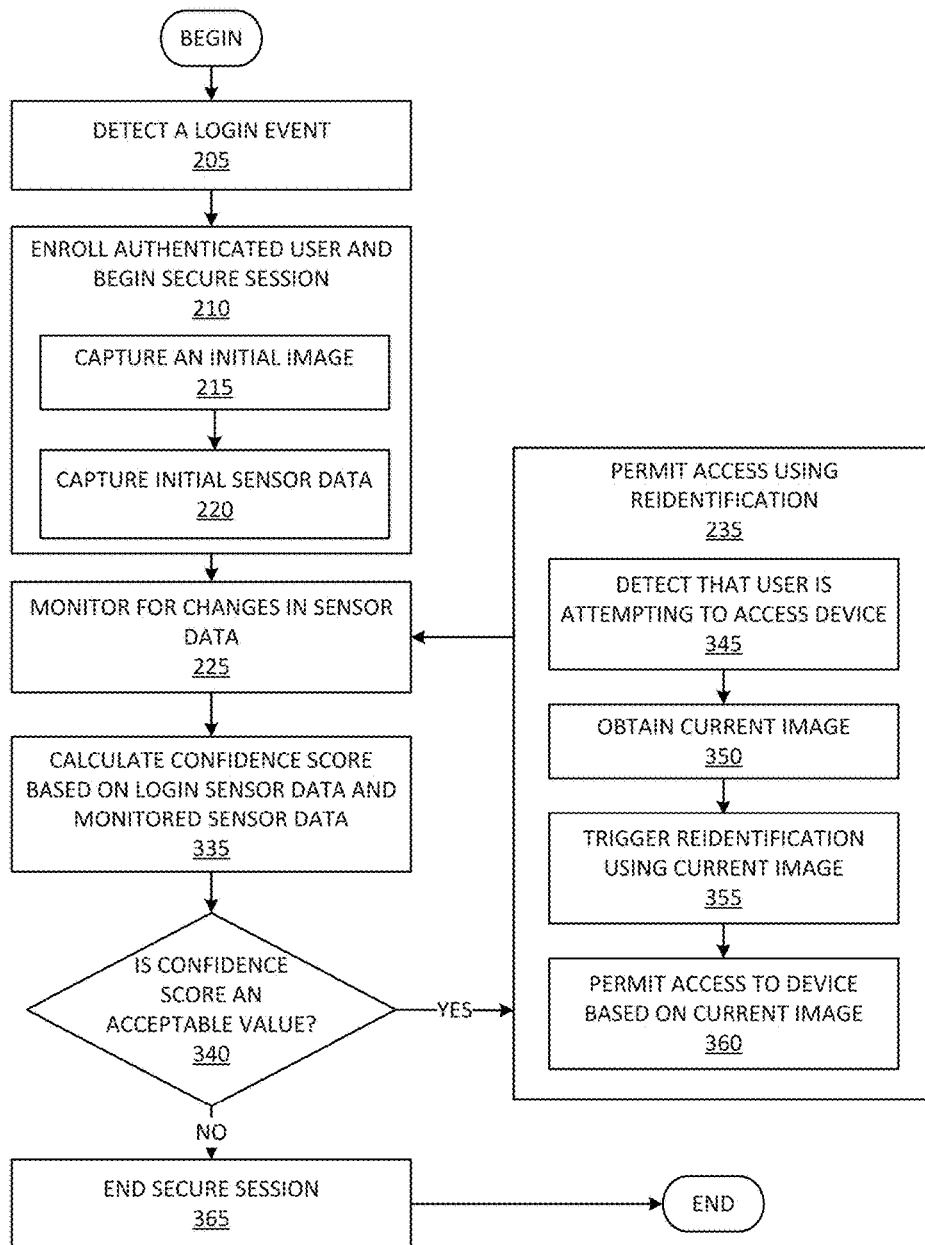 BEGIN
DETECT A LOGIN EVENT
205
ENROLL AUTHENTICATED USER AND
BEGIN SECURE SESSION
210
CAPTURE AN INITIAL IMAGE
215
CAPTURE INITIAL SENSOR DATA
220
MONITOR FOR CHANGES IN SENSOR
DATA
225
CALCULATE CONFIDENCE SCORE
BASED ON LOGIN SENSOR DATA AND
MONITORED SENSOR DATA
335
IS CONFIDENCE
SCORE AN
ACCEPTABLE VALUE?
340
YES
NO
PERMIT ACCESS USING
REIDENTIFICATION
235
DETECT THAT USER IS
ATTEMPTING TO ACCESS DEVICE
345
OBTAIN CURRENT IMAGE
350
TRIGGER REIDENTIFICATION
USING CURRENT IMAGE
355
PERMIT ACCESS TO DEVICE
BASED ON CURRENT IMAGE
360
END SECURE SESSION
365
END